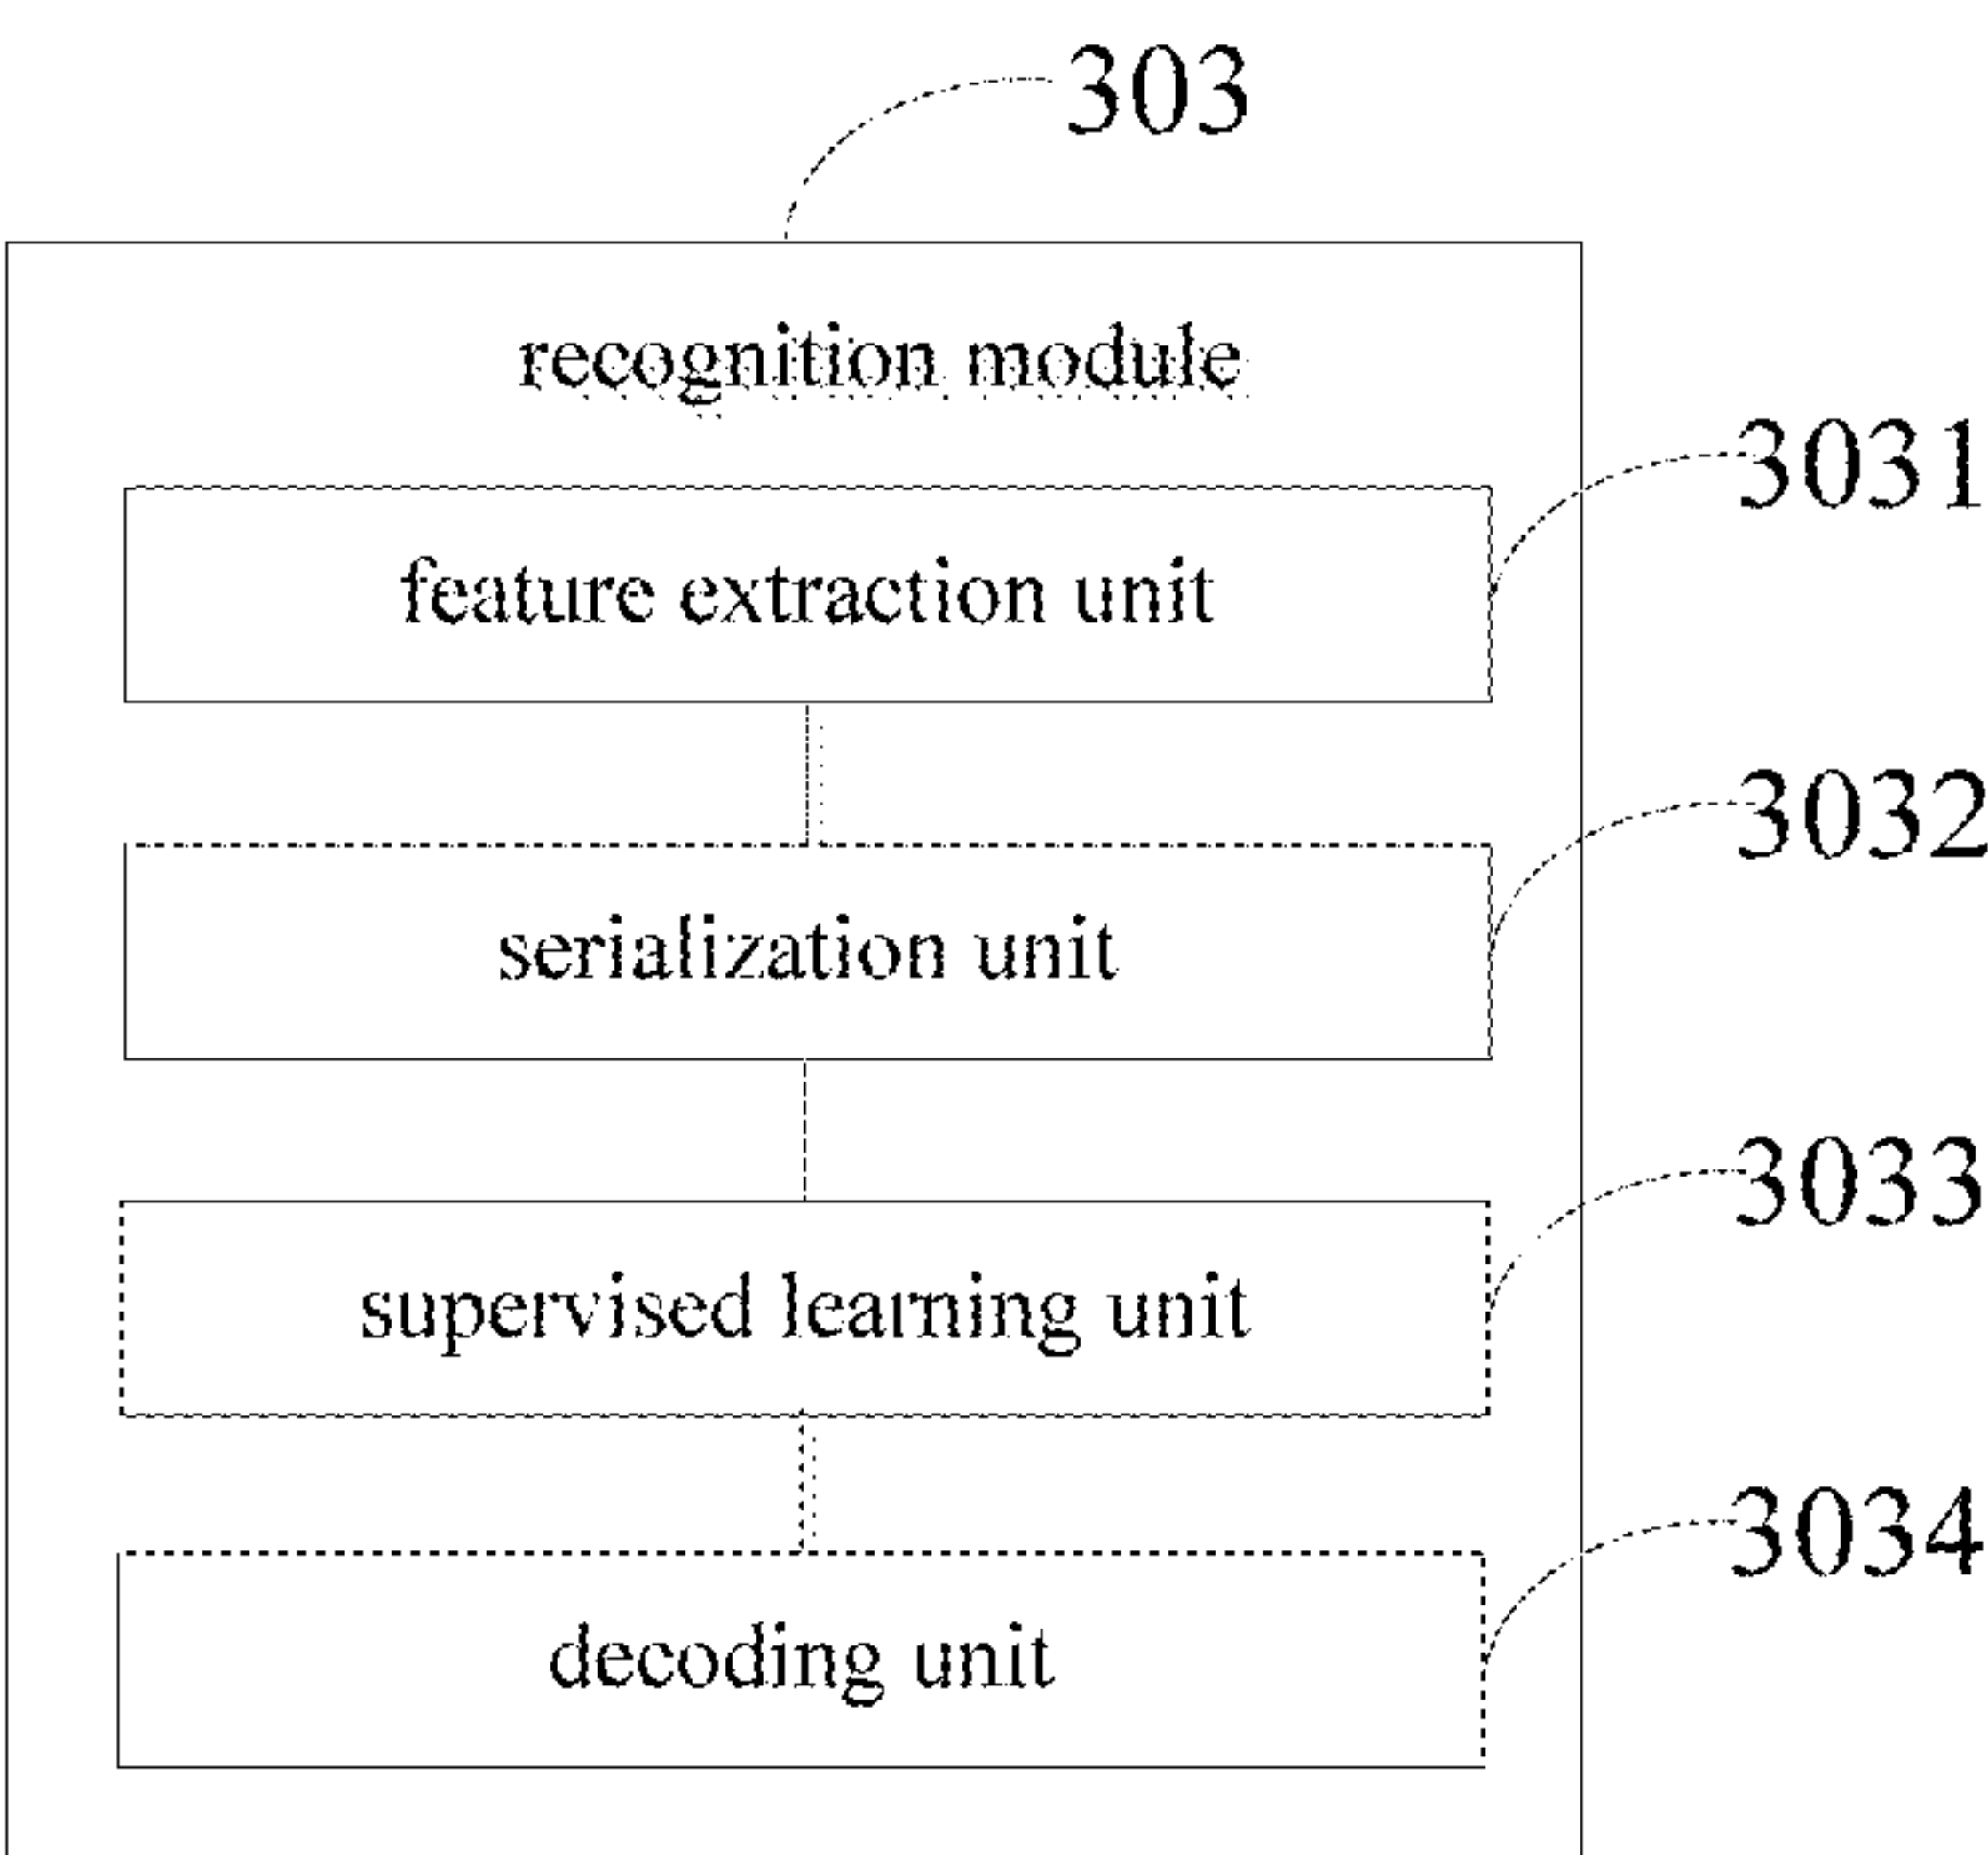 303
recognition module
3031
feature extraction unit
3032
serialization unit
3033
supervised learning unit
3034
decoding unit